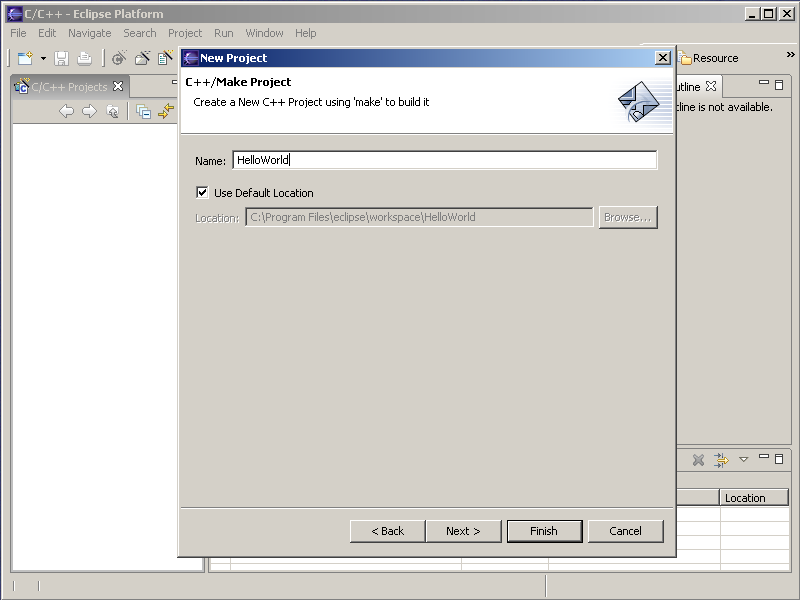 C/C++ - Eclipse Platform
File Edit Navigate Search Project Run Window Help
Resource
»
C/C++ Projects
New Project
C++/Make Project
Create a New C++ Project using 'make' to build it
Name: HelloWorld
Use Default Location
Location: C:\Program Files\eclipse\workspace\HelloWorld Browse...
utline
tline is not available.
Location
< Back Next > Finish Cancel